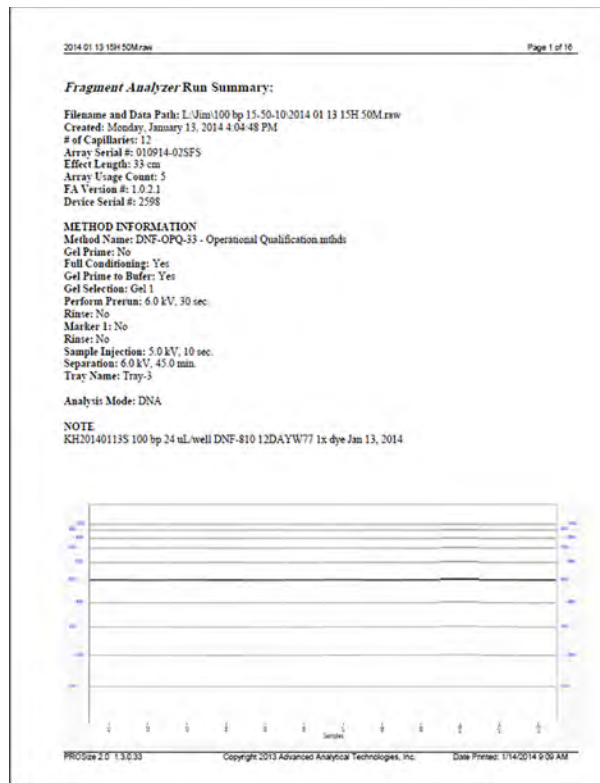 2014 01 13 15H 50M.raw Page 1 of 16
Fragment Analyzer Run Summary:
Filename and Data Path: L:\Jim\100 bp 15-50-10\2014 01 13 15H 50M.raw
Created: Monday, January 13, 2014 4:04:48 PM
# of Capillaries: 12
Array Serial #: 010914-02SFS
Effect Length: 33 cm
Array Usage Count: 5
FA Version #: 1.0.2.1
Device Serial #: 2598
METHOD INFORMATION
Method Name: DNF-OPQ-33 - Operational Qualification.mthds
Gel Prime: No
Full Conditioning: Yes
Gel Prime to Bufer: Yes
Gel Selection: Gel 1
Perform Prerun: 6.0 kV, 30 sec.
Rinse: No
Marker 1: No
Rinse: No
Sample Injection: 5.0 kV, 10 sec.
Separation: 6.0 kV, 45.0 min.
Tray Name: Tray-3
Analysis Mode: DNA
NOTE
KH20140113S 100 bp 24 uL/well DNF-810 12DAYW77 1x dye Jan 13, 2014
Samples
PROSize 2.0 1.3.0.33 Copyright 2013 Advanced Analytical Technologies, Inc. Date Printed: 1/14/2014 9:09 AM